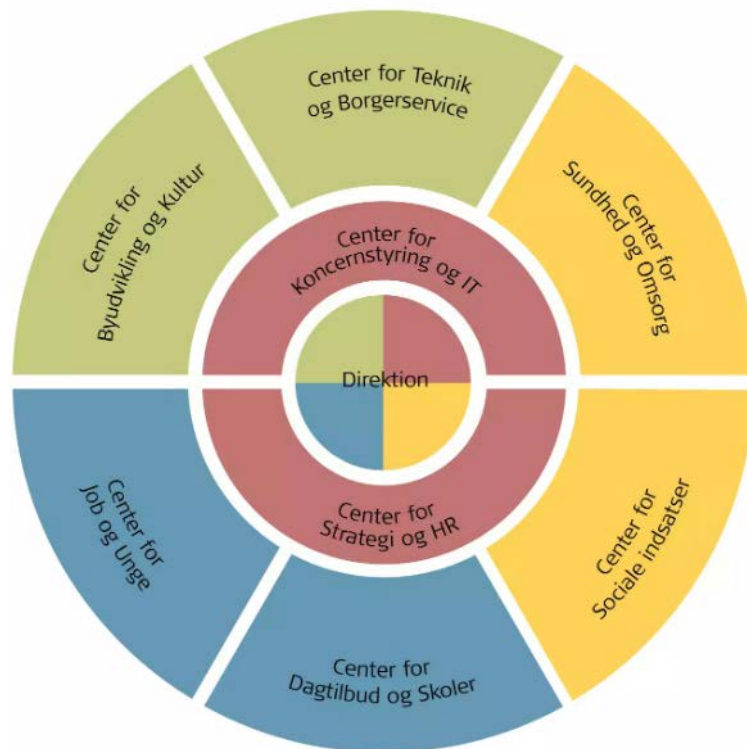 Center for Teknik
og Borgerservice
Center for
Sundhed og Omsorg
Center for
Byudvikling og Kultur
Center for
Koncernstyring og IT
Direktion
Center for
Strategi og HR
Center for
Job og Unge
Center for
Sociale indsatser
Center for
Dagtilbud og Skoler